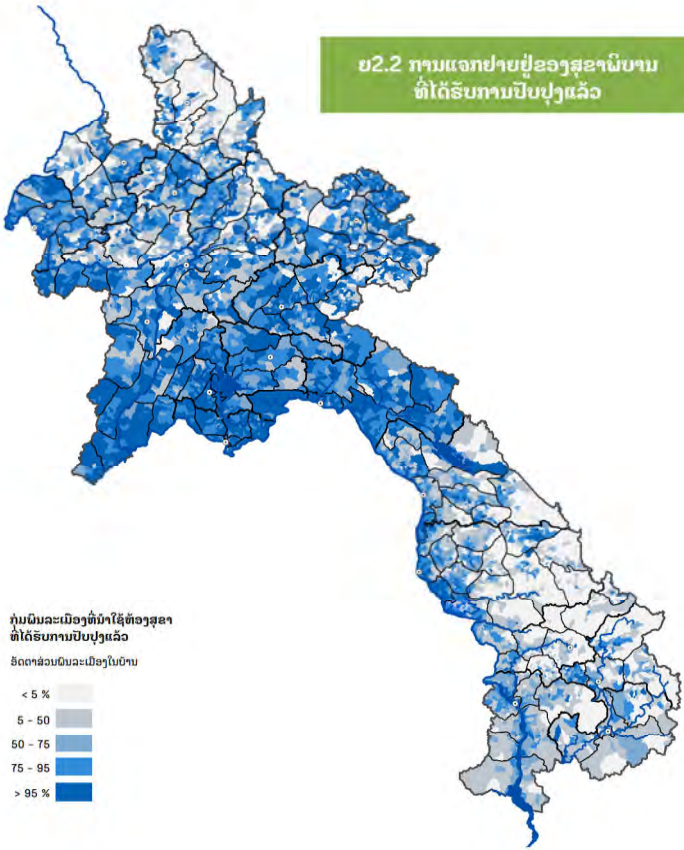 ຍ2.2 ການແຈກຢາຍຢູ່ຂອງສຸຂາພິບານ
ທີ່ໄດ້ຮັບການປັບປຸງແລ້ວ
ກຸ່ມພົນລະເມືອງທີ່ນຳໃຊ້ຫ້ອງສຸຂາ
ທີ່ໄດ້ຮັບການປັບປຸງແລ້ວ
ອັດຕາສ່ວນພົນລະເມືອງໃນບ້ານ
< 5 %
5 - 50
50 - 75
75 - 95
> 95 %